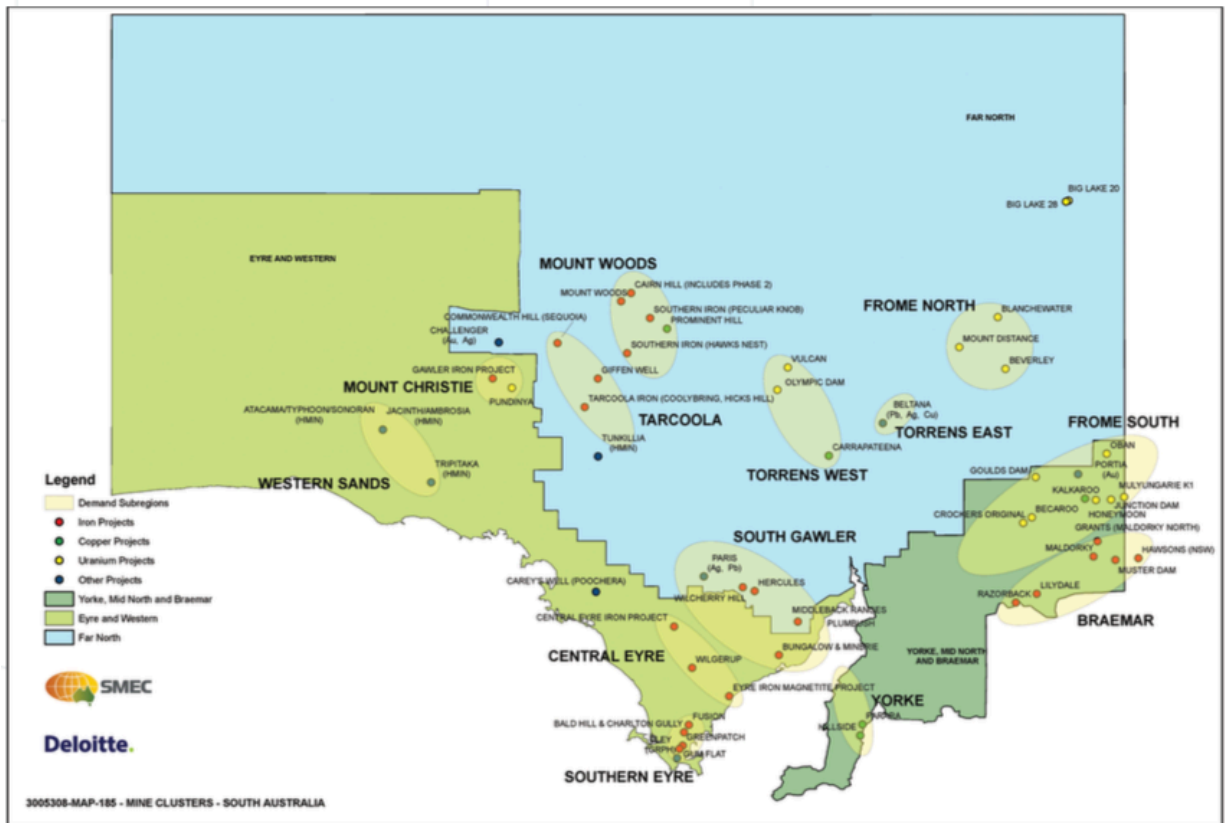 FAR NORTH
BIG LAKE 20
BIG LAKE 28
EYRE AND WESTERN
MOUNT WOODS
CAIRN HILL (INCLUDES PHASE 2)
MOUNT WOODS
SOUTHERN IRON (PECULIAR KNOB)
PROMINENT HILL
SOUTHERN IRON (HAWKS NEST)
FROME NORTH
BLANCHEWATER
MOUNT DISTANCE
BEVERLEY
COMMONWEALTH HILL (SEQUOIA)
CHALLENGER
(Au, Ag)
GAWLER IRON PROJECT
MOUNT CHRISTIE
PUNDINYA
GIFFEN WELL
TARCOOLA IRON (COOLYBRING, HICKS HILL)
TARCOOLA
TUNKILLIA
(HMIN)
VULCAN
OLYMPIC DAM
CARRAPATEENA
TORRENS WEST
BELTANA
(Pb, Ag, Cu)
TORRENS EAST
ATACAMA/TYPHOON/SONORAN
(HMIN)
JACINTH/AMBROSIA
(HMIN)
TRIPITAKA
(HMIN)
WESTERN SANDS
FROME SOUTH
OBAN
GOULDS DAM
PORTIA
(Au)
KALKAROO
MULYUNGARIE K1
JUNCTION DAM
HONEYMOON
CROCKERS ORIGINAL
BECAROO
GRANTS (MALDORKY NORTH)
MALDORKY
HAWSONS (NSW)
MUSTER DAM
LILYDALE
RAZORBACK
BRAEMAR
SOUTH GAWLER
PARIS
(Ag, Pb)
HERCULES
WILCHERRY HILL
MIDDLEBACK RANGES
PLUMBUSH
BUNGALOW & MINBRIE
CAREY'S WELL (POOCHERA)
CENTRAL EYRE IRON PROJECT
CENTRAL EYRE
WILGERUP
EYRE IRON MAGNETITE PROJECT
FUSION
BALD HILL & CHARLTON GULLY
GREENPATCH
GUM FLAT
SOUTHERN EYRE
YORKE, MID NORTH
AND BRAEMAR
YORKE
HILLSIDE
Legend
Demand Subregions
Iron Projects
Copper Projects
Uranium Projects
Other Projects
Yorke, Mid North and Braemar
Eyre and Western
Far North
SMEC
Deloitte.
3005308-MAP-185 - MINE CLUSTERS - SOUTH AUSTRALIA